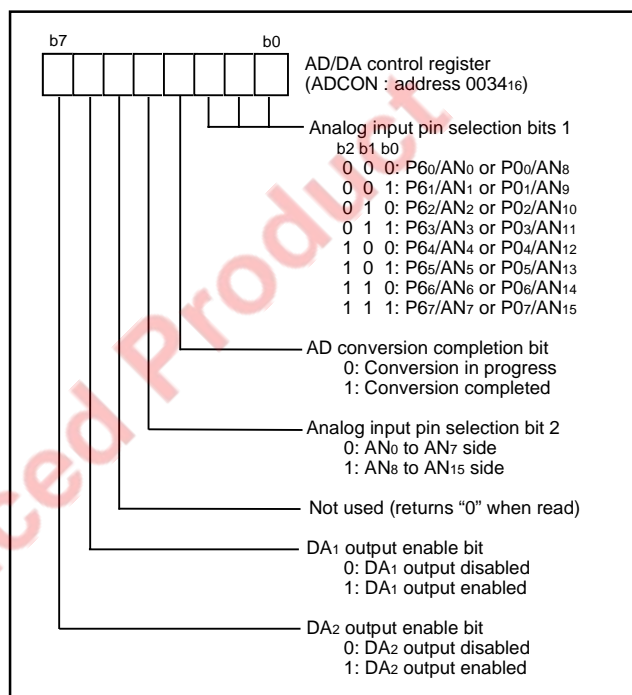 b7 b0
AD/DA control register
(ADCON : address 003416)
Analog input pin selection bits 1
b2 b1 b0
0 0 0: P60/AN0 or P00/AN8
0 0 1: P61/AN1 or P01/AN9
0 1 0: P62/AN2 or P02/AN10
0 1 1: P63/AN3 or P03/AN11
1 0 0: P64/AN4 or P04/AN12
1 0 1: P65/AN5 or P05/AN13
1 1 0: P66/AN6 or P06/AN14
1 1 1: P67/AN7 or P07/AN15
AD conversion completion bit
0: Conversion in progress
1: Conversion completed
Analog input pin selection bit 2
0: AN0 to AN7 side
1: AN8 to AN15 side
Not used (returns “0” when read)
DA1 output enable bit
0: DA1 output disabled
1: DA1 output enabled
DA2 output enable bit
0: DA2 output disabled
1: DA2 output enabled
ced Product